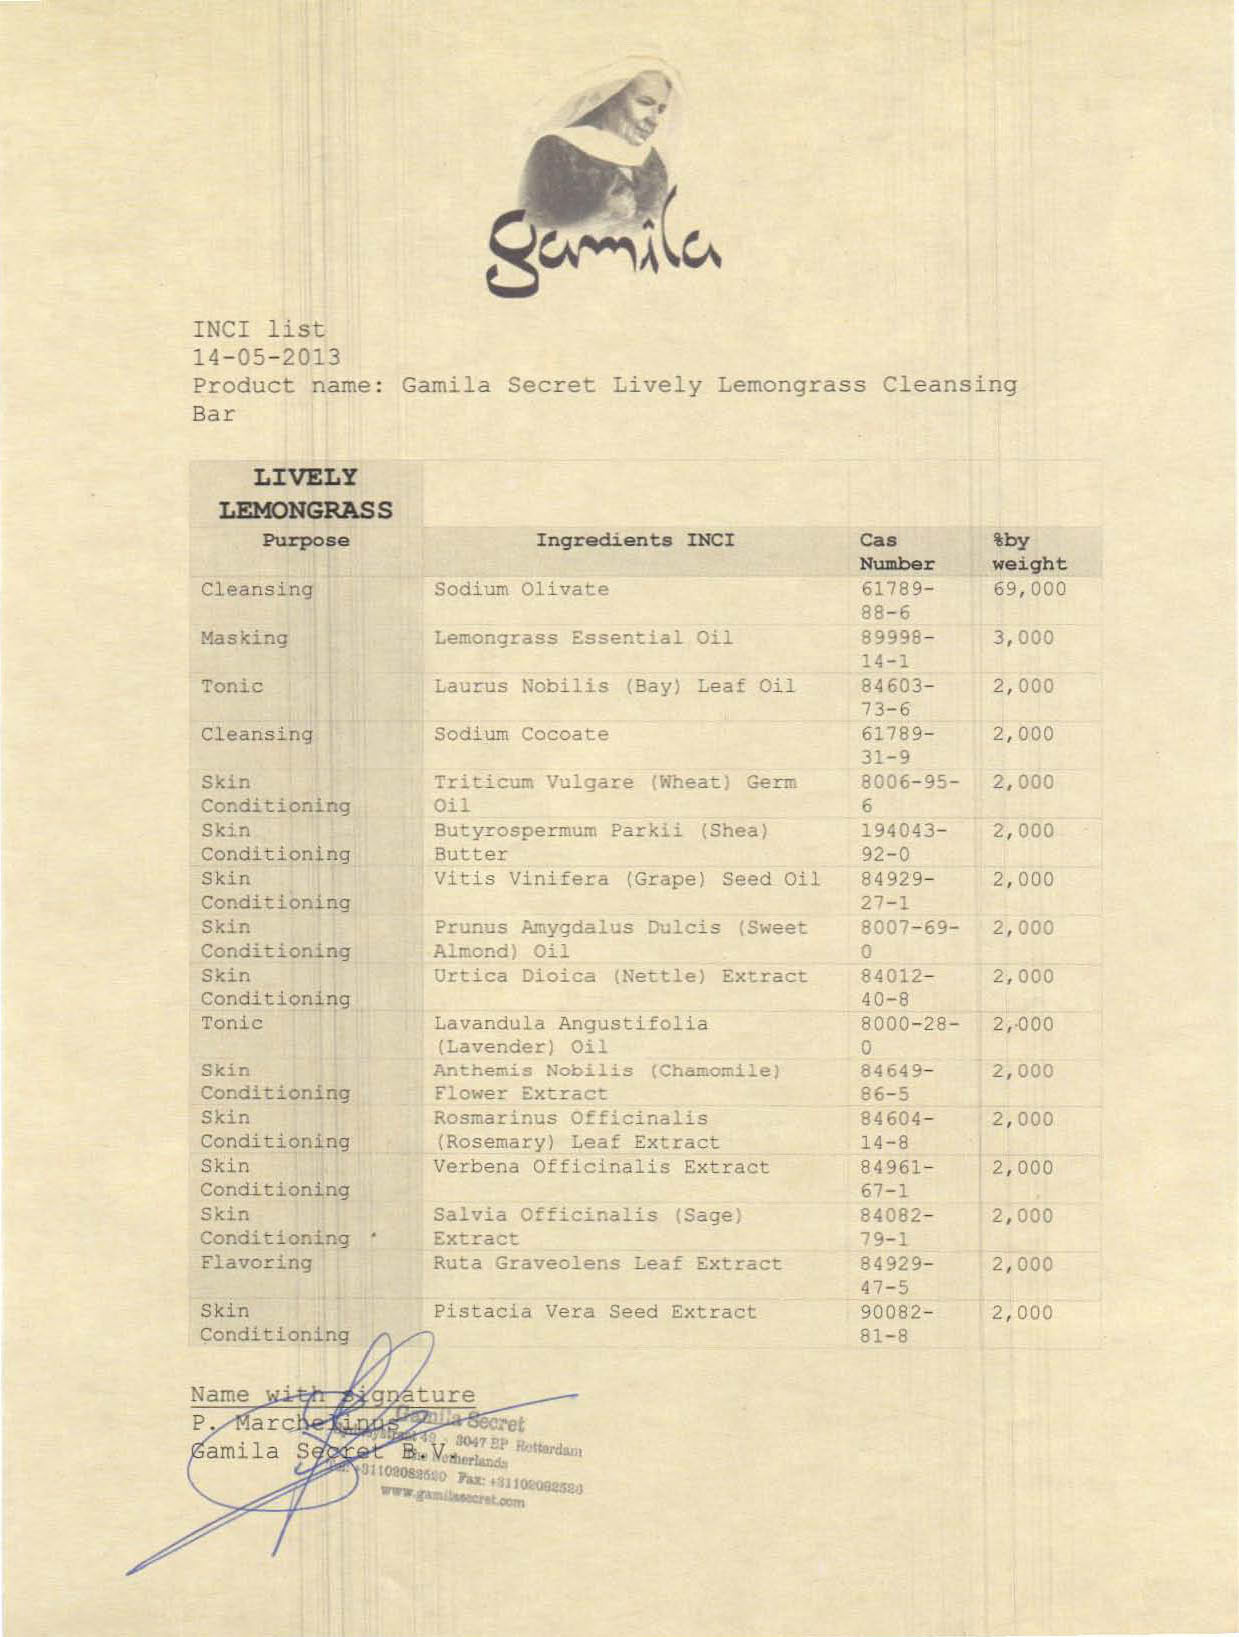 gamila
INCI list
14-05-2013
Product name: Gamila Secret Lively Lemongrass Cleansing
Bar
LIVELY
LEMONGRASS
Purpose Ingredients INCI Cas %by
Number weight
Cleansing Sodium Olivate 61789- 69,000
88-6
Masking Lemongrass Essential Oil 89998- 3,000
14-1
Tonic Laurus Nobilis (Bay) Leaf Oil 84603- 2,000
73-6
Cleansing Sodium Cocoate 61789- 2,000
31-9
Skin Triticum Vulgare (Wheat) Germ 8006-95- 2,000
Conditioning Oil 6
Skin Butyrospermum Parkii (Shea) 194043- 2,000
Conditioning Butter 92-0
Skin Vitis Vinifera (Grape) Seed Oil 84929- 2,000
Conditioning 27-1
Skin Prunus Amygdalus Dulcis (Sweet 8007-69- 2,000
Conditioning Almond) Oil 0
Skin Urtica Dioica (Nettle) Extract 84012- 2,000
Conditioning 40-8
Tonic Lavandula Angustifolia 8000-28- 2,000
(Lavender) Oil 0
Skin Anthemis Nobilis (Chamomile) 84649- 2,000
Conditioning Flower Extract 86-5
Skin Rosmarinus Officinalis 84604- 2,000
Conditioning (Rosemary) Leaf Extract 14-8
Skin Verbena Officinalis Extract 84961- 2,000
Conditioning 67-1
Skin Salvia Officinalis (Sage) 84082- 2,000
Conditioning Extract 79-1
Flavoring Ruta Graveolens Leaf Extract 84929- 2,000
47-5
Skin Pistacia Vera Seed Extract 90082- 2,000
Conditioning 81-8
Name with signature
P. Marchelinus
Gamila Secret B.V.
Gamila Secret
49 - 3047 BP Rotterdam
The Netherlands
+31102082520 Fax:
www.gamilasecret.com